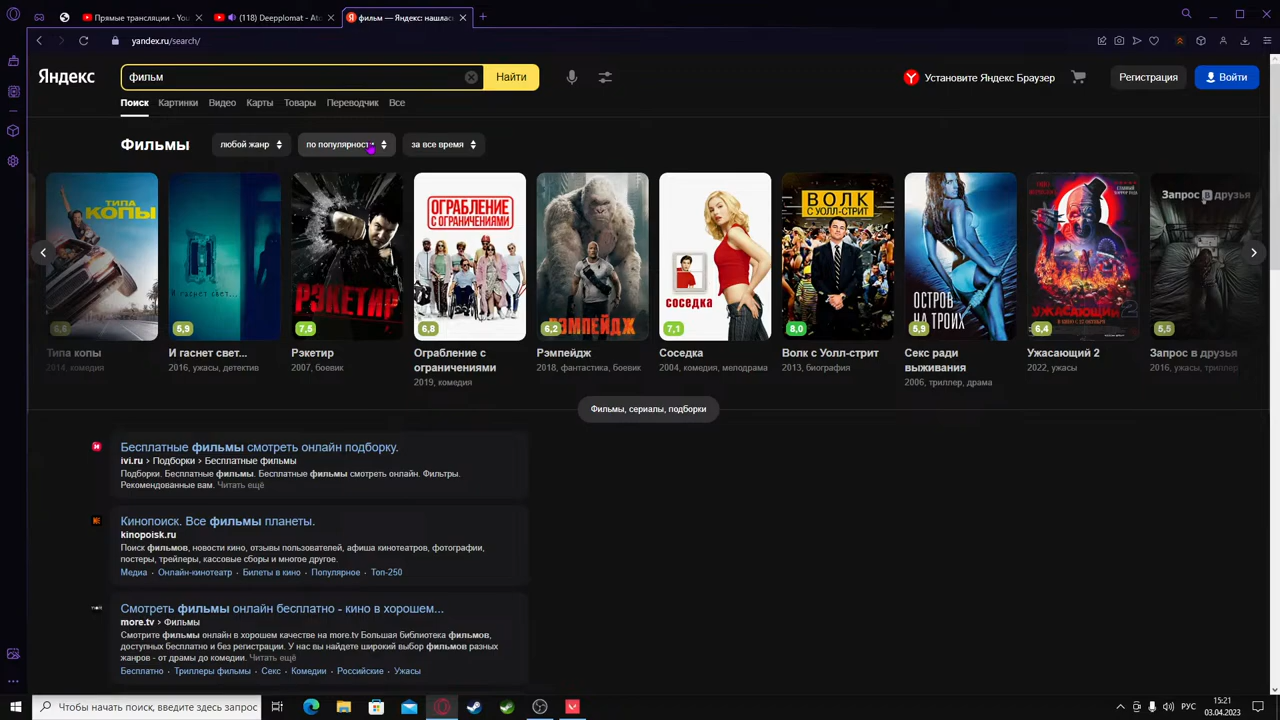 Прямые трансляции - You
(118) Deepplomat - Ato
фильм — Яндекс: нашлас
yandex.ru/search/
Яндекс
фильм
Найти
Установите Яндекс Браузер
Регистрация
Войти
Поиск
Картинки
Видео
Карты
Товары
Переводчик
Все
Фильмы
любой жанр
по популярности
за все время
ТИПА
КОПЫ
И гаснет свет...
РЭКЕТИР
ОГРАБЛЕНИЕ
С ОГРАНИЧЕНИЯМИ
РЭМПЕЙДЖ
СОСЕДКА
ВОЛК
С УОЛЛ-СТРИТ
ОСТРОВ
НА ТРОИХ
УЖАСАЮЩИЙ
Запрос В друзья
6,8
5,9
7,5
6,8
6,2
7,1
8,0
5,9
6,4
5,5
Типа копы
2014, комедия
И гаснет свет...
2016, ужасы, детектив
Рэкетир
2007, боевик
Ограбление с
ограничениями
2019, комедия
Рэмпейдж
2018, фантастика, боевик
Соседка
2004, комедия, мелодрама
Волк с Уолл-стрит
2013, биография
Секс ради
выживания
2006, триллер, драма
Ужасающий 2
2022, ужасы
Запрос в друзья
2016, ужасы, триллер
Фильмы, сериалы, подборки
Бесплатные фильмы смотреть онлайн подборку.
ivi.ru › Подборки › Бесплатные фильмы
Подборки. Бесплатные фильмы. Бесплатные фильмы смотреть онлайн. Фильтры.
Рекомендованные вам. Читать ещё
Кинопоиск. Все фильмы планеты.
kinopoisk.ru
Поиск фильмов, новости кино, отзывы пользователей, афиша кинотеатров, фотографии,
постеры, трейлеры, кассовые сборы и многое другое.
Медиа · Онлайн-кинотеатр · Билеты в кино · Популярное · Топ-250
Смотреть фильмы онлайн бесплатно - кино в хорошем...
more.tv › Фильмы
Смотрите фильмы онлайн в хорошем качестве на more.tv Большая библиотека фильмов,
доступных бесплатно и без регистрации. У нас вы найдете широкий выбор фильмов разных
жанров - от драмы до комедии. Читать ещё
Бесплатно · Триллеры фильмы · Секс · Комедии · Российские · Ужасы
Чтобы начать поиск, введите здесь запрос
РУС
15:21
03.04.2023